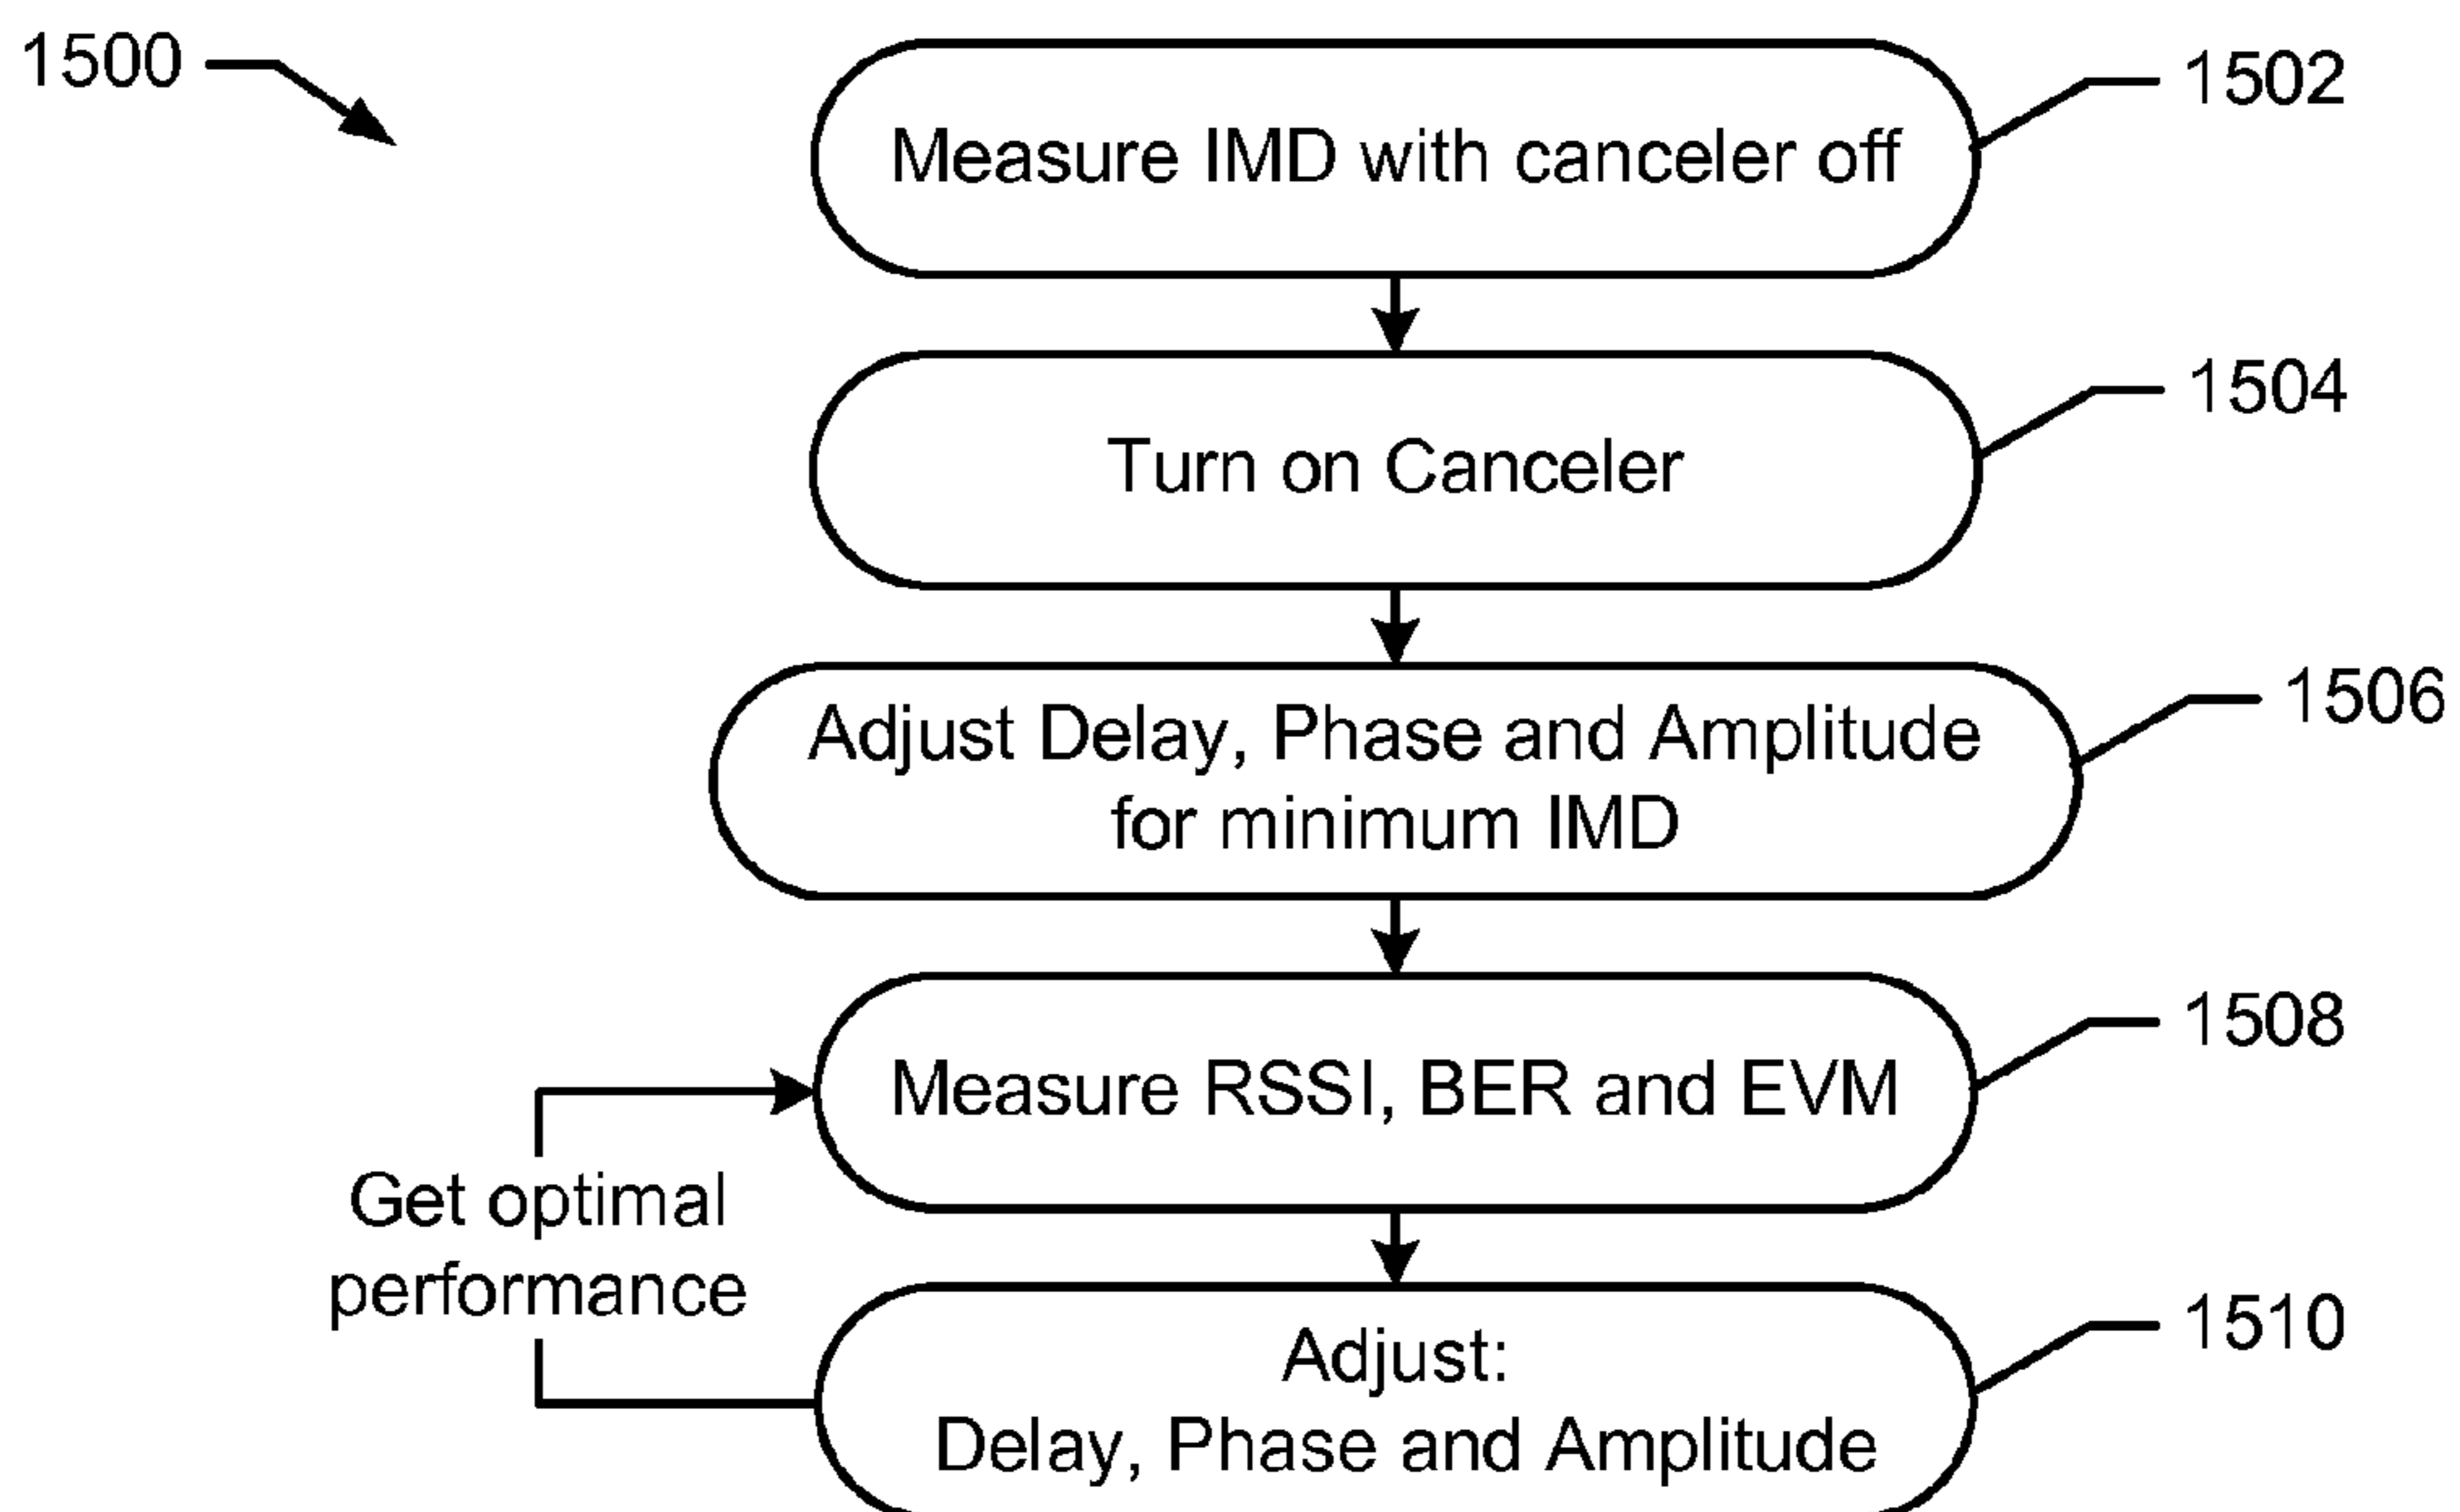 1500
Measure IMD with canceler off
1502
Turn on Canceler
1504
Adjust Delay, Phase and Amplitude
for minimum IMD
1506
Measure RSSI, BER and EVM
1508
Get optimal
performance
Adjust:
Delay, Phase and Amplitude
1510